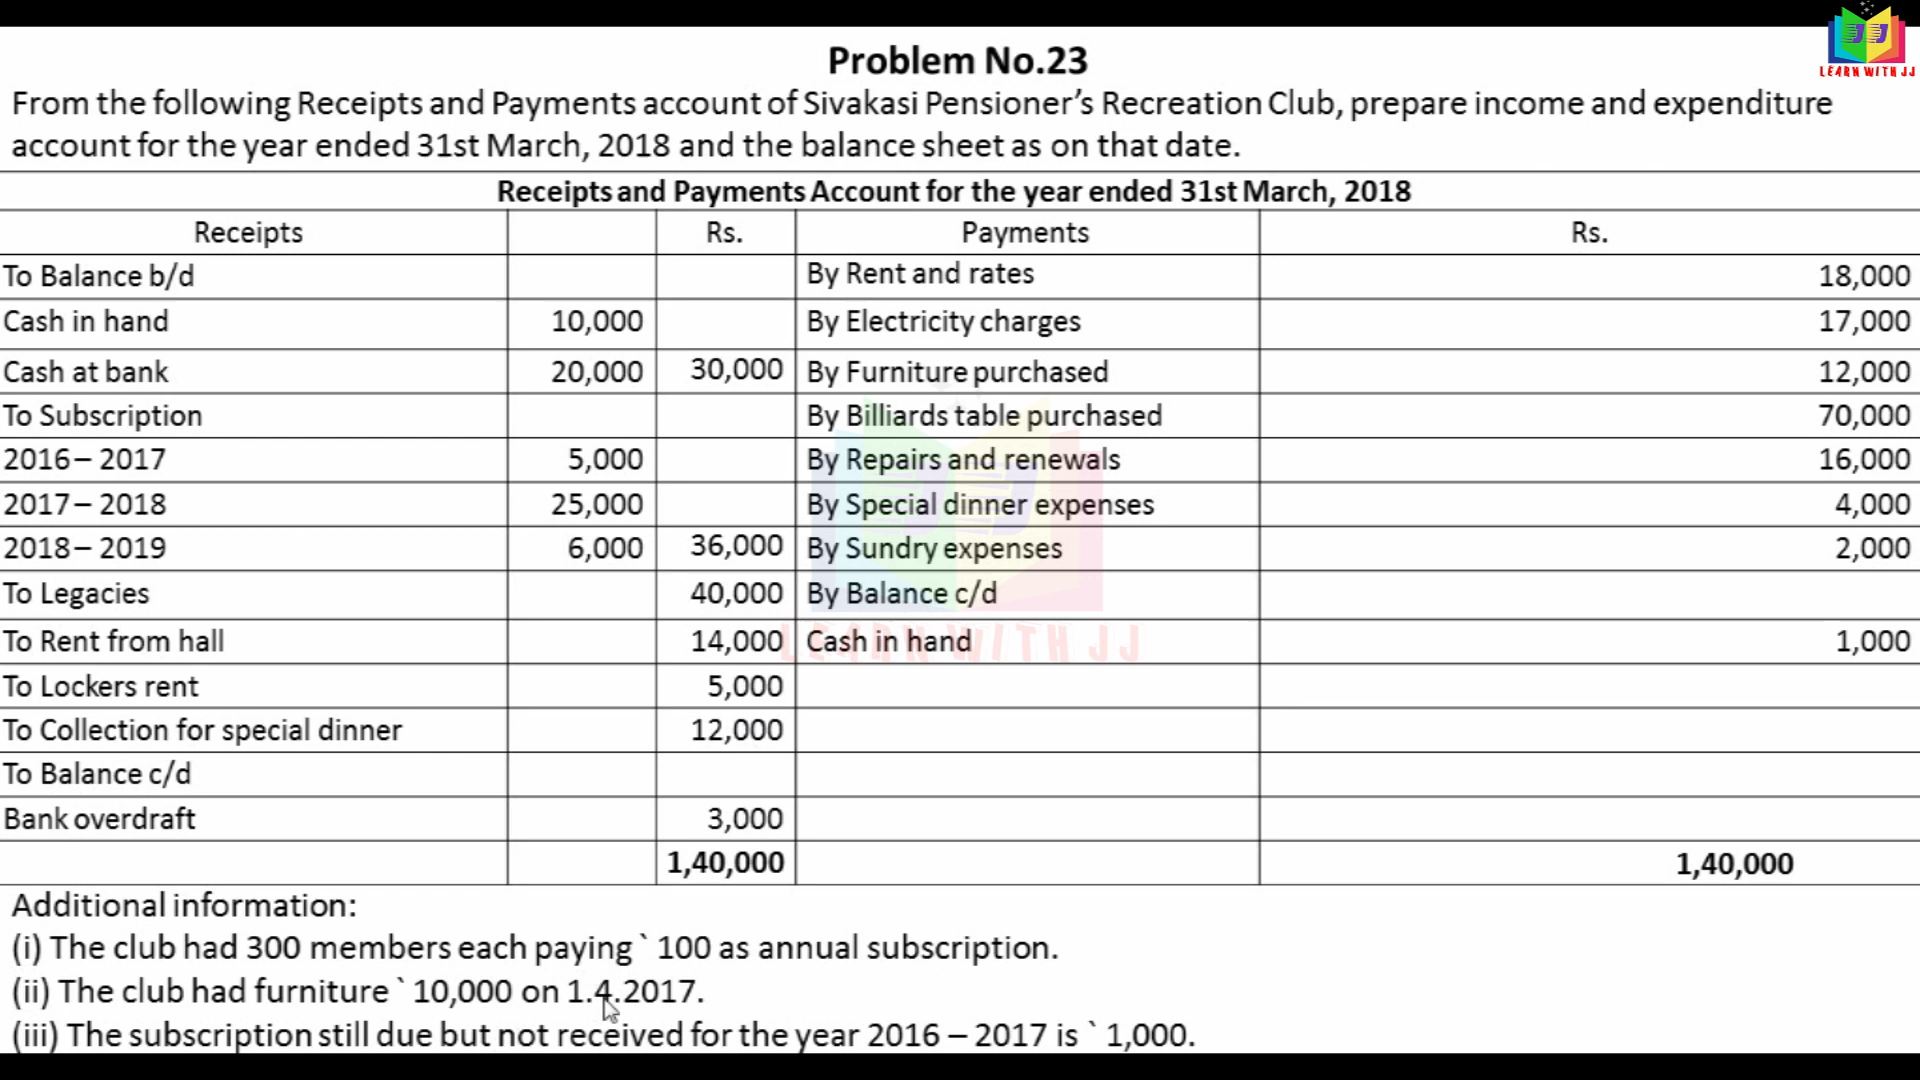 LEARN WITH JJ
Problem No.23
From the following Receipts and Payments account of Sivakasi Pensioner’s Recreation Club, prepare income and expenditure
account for the year ended 31st March, 2018 and the balance sheet as on that date.
Receipts and Payments Account for the year ended 31st March, 2018
Receipts Rs. Payments Rs.
To Balance b/d By Rent and rates 18,000
Cash in hand 10,000 By Electricity charges 17,000
Cash at bank 20,000 30,000 By Furniture purchased 12,000
To Subscription By Billiards table purchased 70,000
2016 – 2017 5,000 By Repairs and renewals 16,000
2017 – 2018 25,000 By Special dinner expenses 4,000
2018 – 2019 6,000 36,000 By Sundry expenses 2,000
To Legacies 40,000 By Balance c/d
To Rent from hall 14,000 Cash in hand 1,000
LEARN WITH JJ
To Lockers rent 5,000
To Collection for special dinner 12,000
To Balance c/d
Bank overdraft 3,000
1,40,000 1,40,000
Additional information:
(i) The club had 300 members each paying ` 100 as annual subscription.
(ii) The club had furniture ` 10,000 on 1.4.2017.
(iii) The subscription still due but not received for the year 2016 – 2017 is ` 1,000.